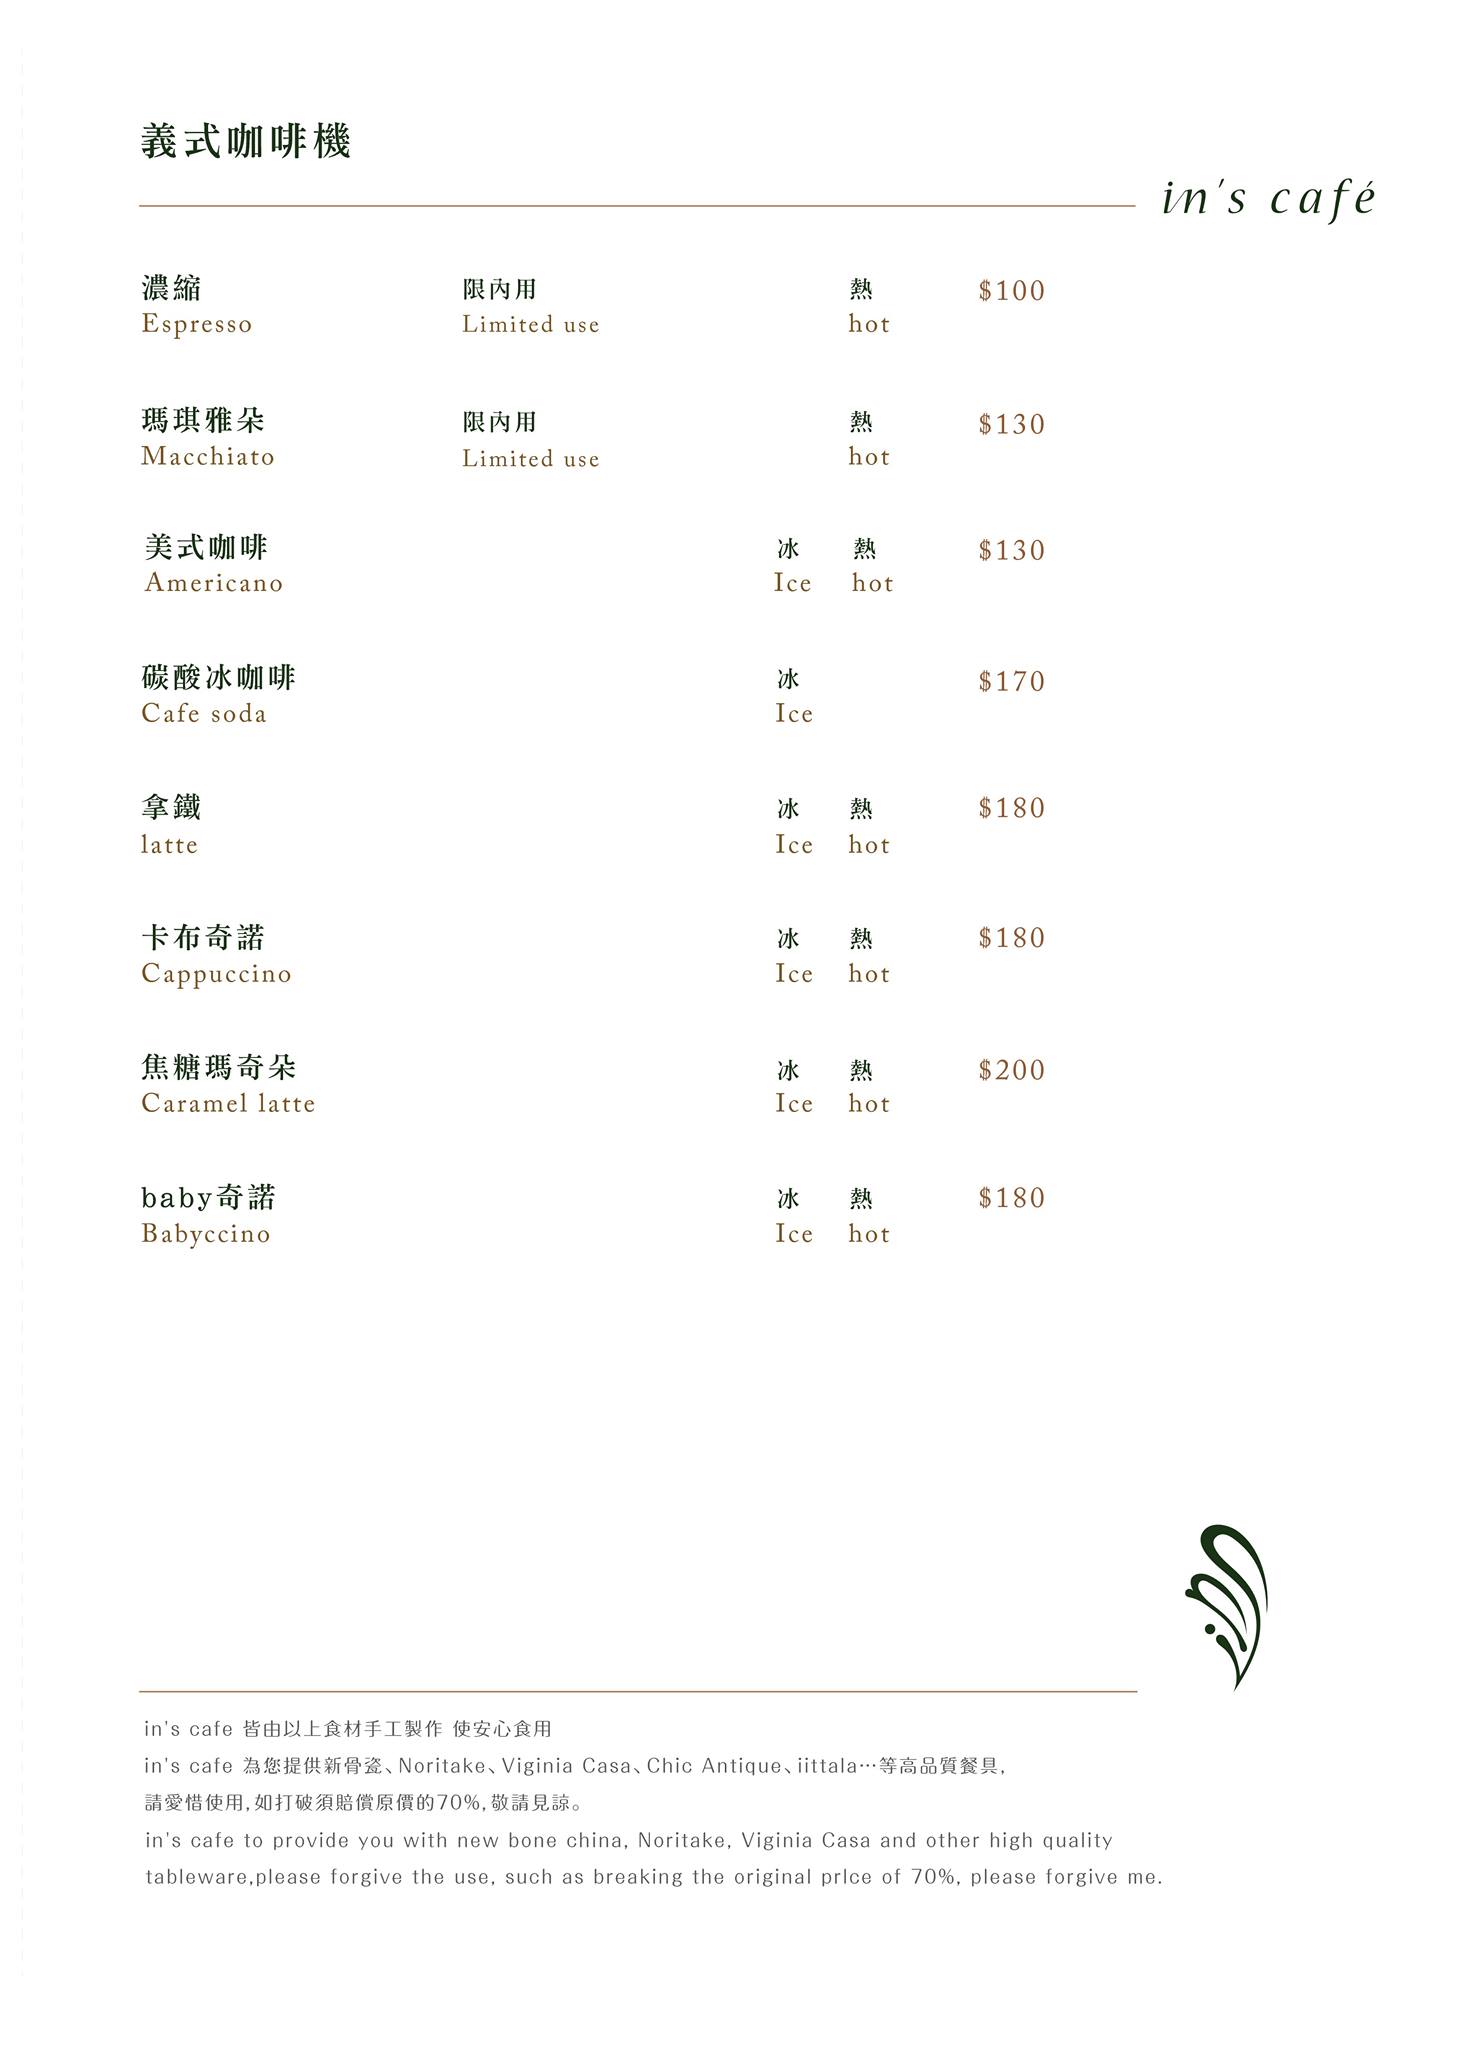 義式咖啡機
in's café
濃縮 限內用 熱 $100
Espresso Limited use hot
瑪琪雅朵 限內用 熱 $130
Macchiato Limited use hot
美式咖啡 冰 熱 $130
Americano Ice hot
碳酸冰咖啡 冰 $170
Cafe soda Ice
拿鐵 冰 熱 $180
latte Ice hot
卡布奇諾 冰 熱 $180
Cappuccino Ice hot
焦糖瑪奇朵 冰 熱 $200
Caramel latte Ice hot
baby奇諾 冰 熱 $180
Babyccino Ice hot
in's cafe 皆由以上食材手工製作 使安心食用
in's cafe 為您提供新骨瓷、Noritake、Viginia Casa、Chic Antique、iittala⋯等高品質餐具,
請愛惜使用,如打破須賠償原價的70%,敬請見諒。
in's cafe to provide you with new bone china, Noritake, Viginia Casa and other high quality
tableware,please forgive the use, such as breaking the original prIce of 70%, please forgive me.